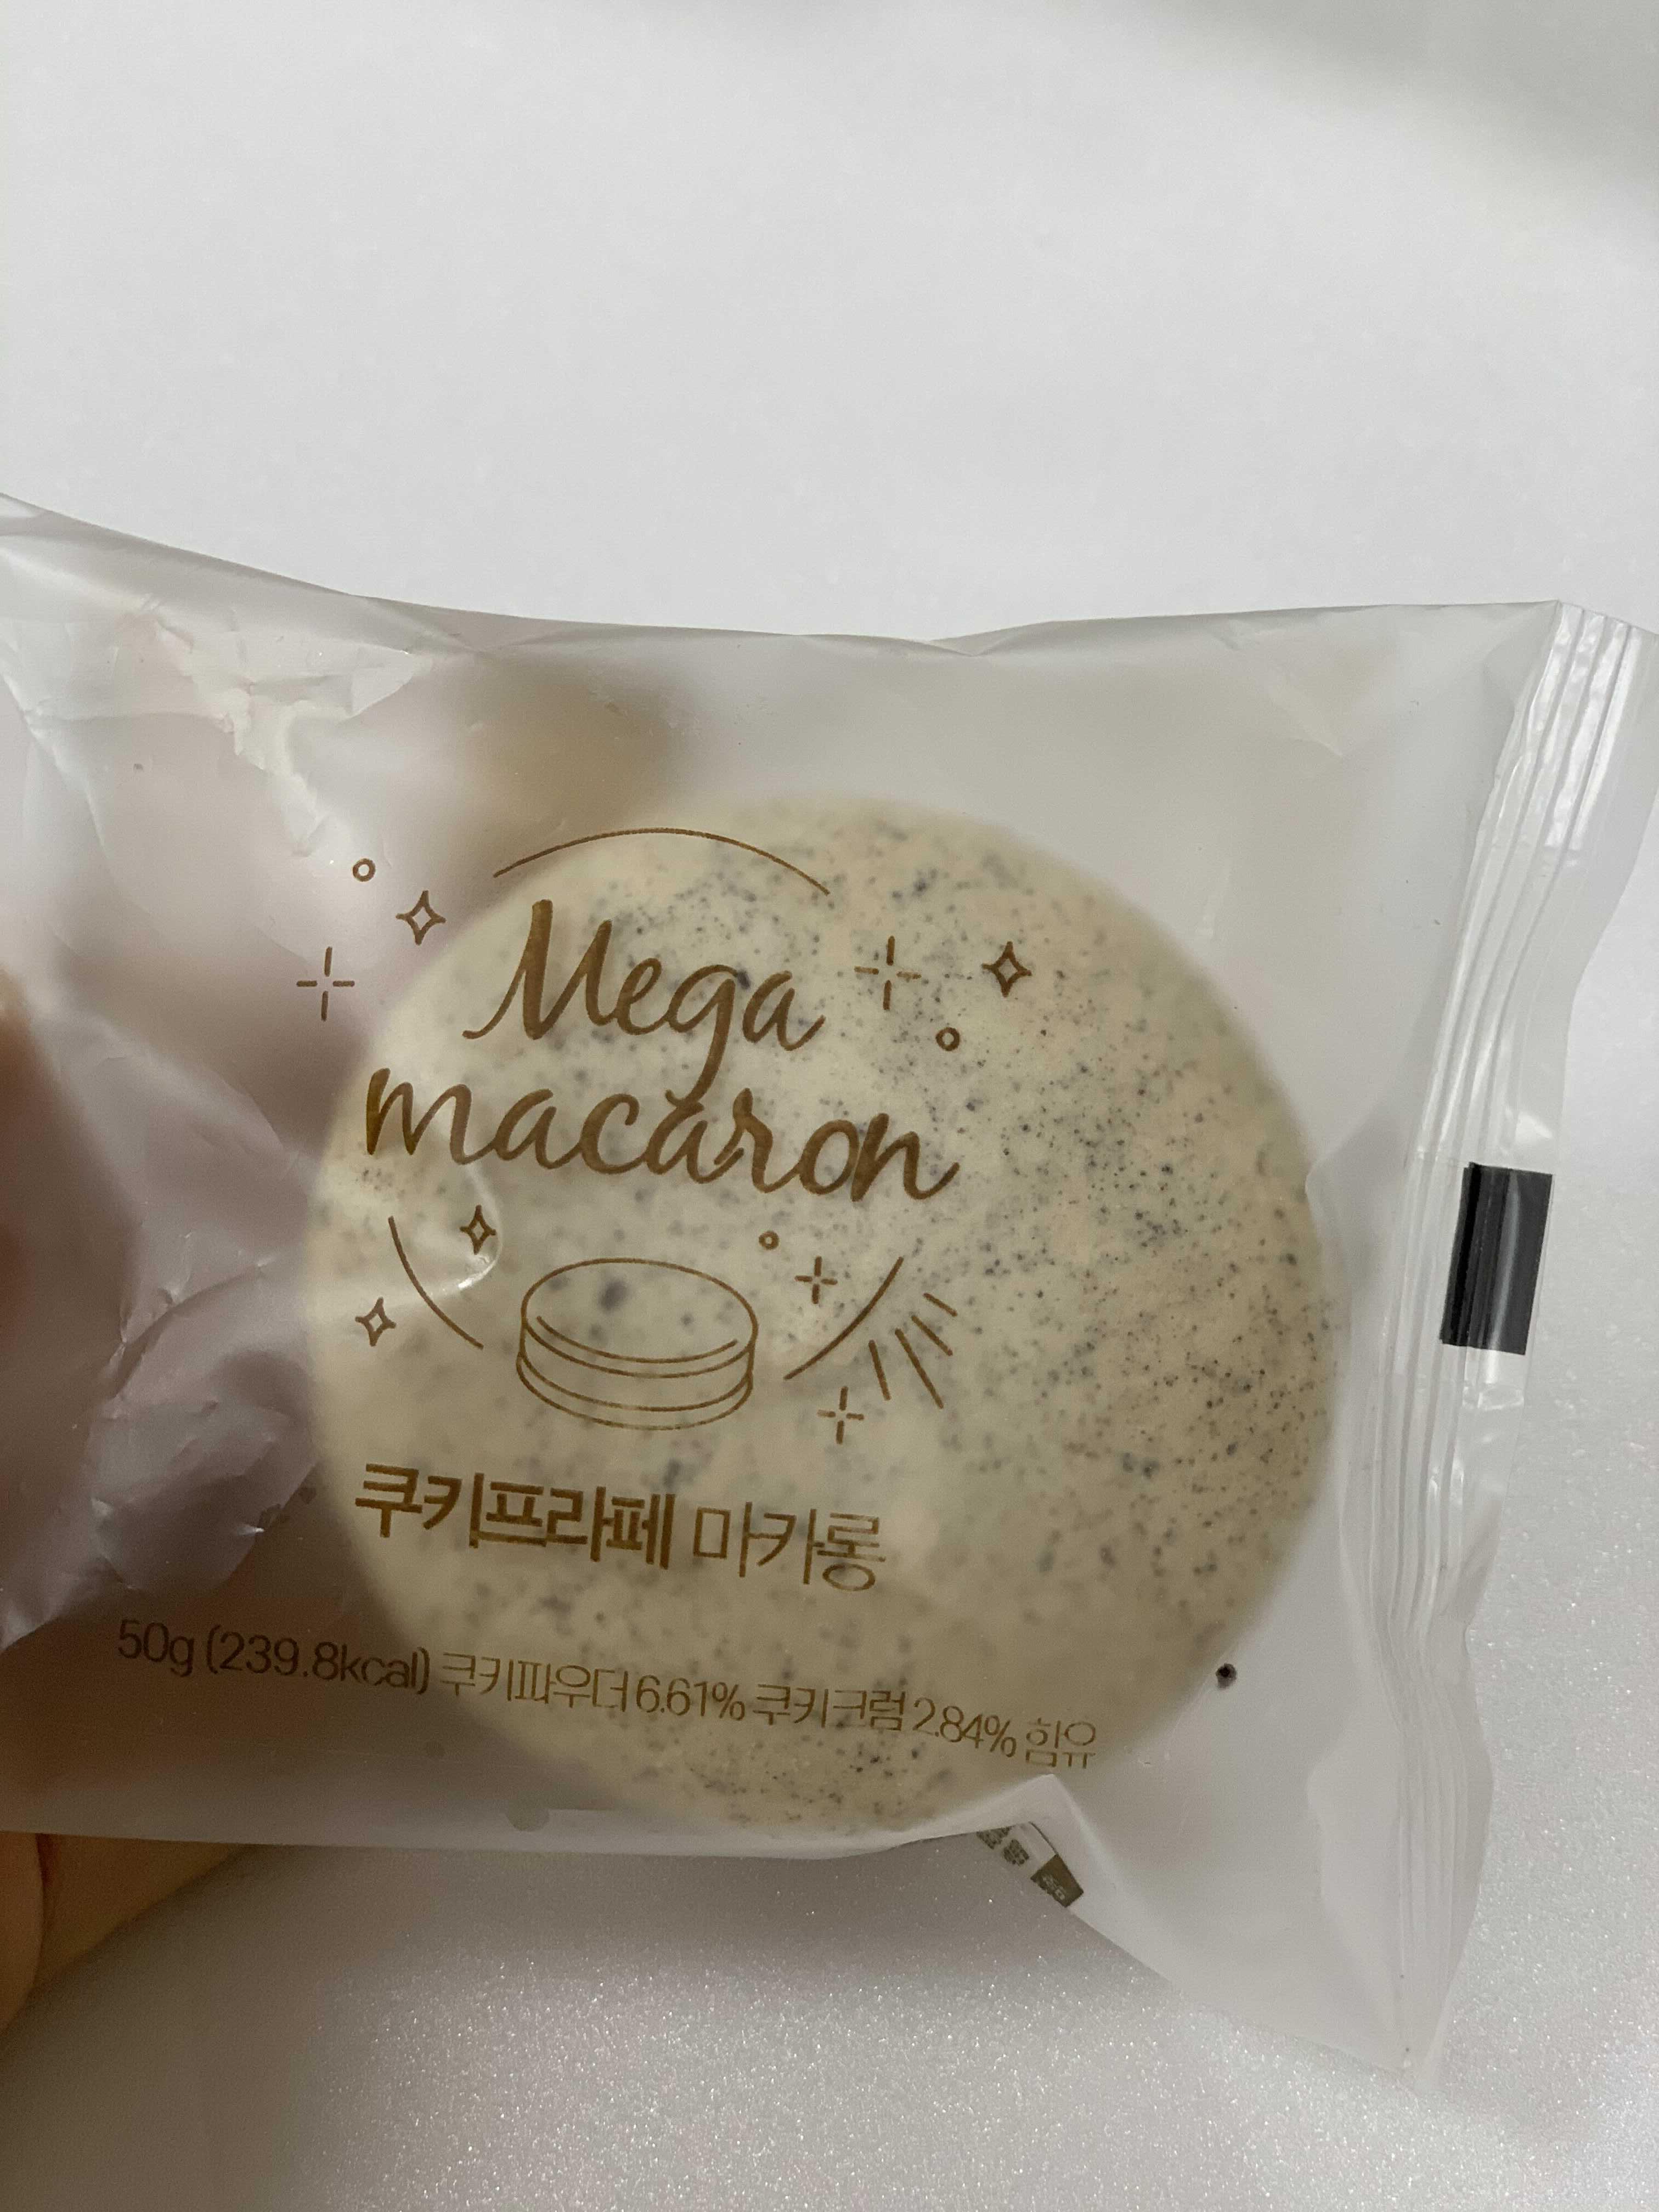 Mega
macaron
쿠키프라페 마카롱
50g (239.8kcal) 쿠키파우더 6.61% 쿠키크럼 2.84% 함유